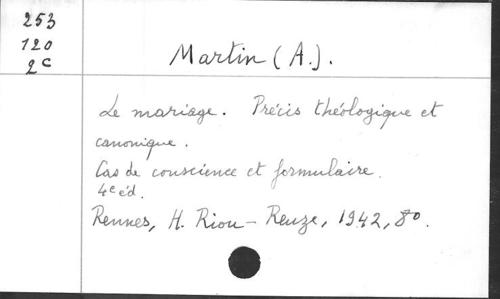 253
120
2C
Martin (A.).
Le mariage. Précis théologique et
canonique.
Cas de conscience et formulaire.
4e éd.
Rennes, H. Riou-Reuze, 1942, 8o.